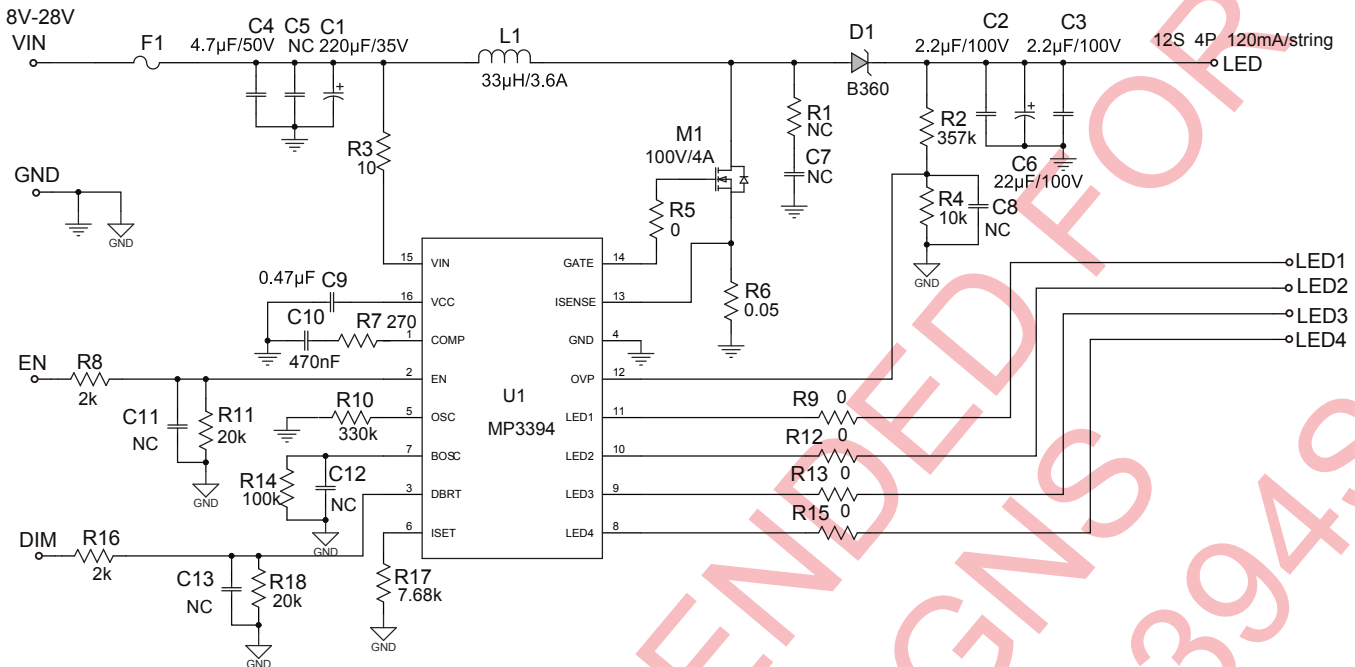 8V-28V
VIN
F1
C4
4.7µF/50V
C5
NC
C1
220µF/35V
L1
33µH/3.6A
D1
B360
C2
2.2µF/100V
C3
2.2µF/100V
12S 4P 120mA/string
LED
R3
10
M1
100V/4A
R1
NC
C7
NC
R2
357k
C6
22µF/100V
GND
GND
R5
0
R4
10k
C8
NC
GND
0.47µF
C9
C10
470nF
R7
270
R6
0.05
15
VIN
16
VCC
1
COMP
2
EN
5
OSC
7
BOSC
3
DBRT
6
ISET
U1
MP3394
GATE
14
ISENSE
13
GND
4
OVP
12
LED1
11
LED2
10
LED3
9
LED4
8
LED1
LED2
LED3
LED4
EN
R8
2k
C11
NC
R11
20k
GND
R10
330k
R14
100k
C12
NC
GND
R9 0
R12 0
R13 0
R15 0
DIM
R16
2k
C13
NC
R18
20k
GND
R17
7.68k
GND
ENDED FOR
GNS
394S